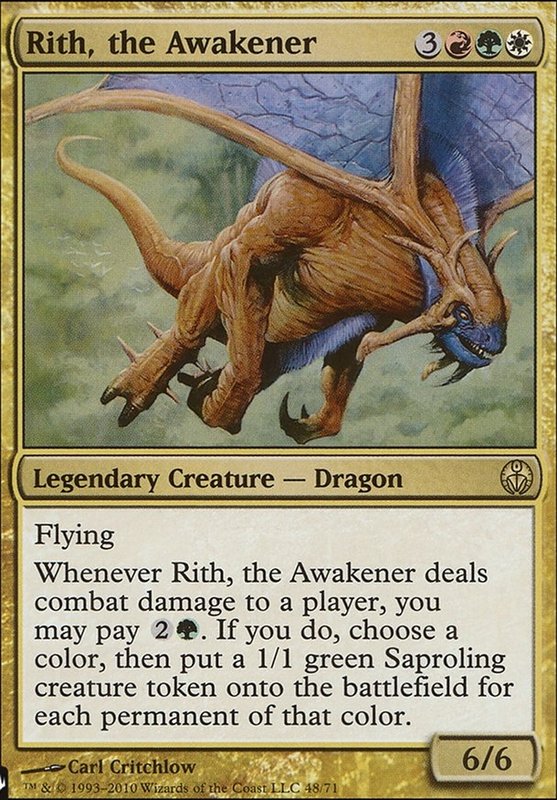 Rith, the Awakener 3
Legendary Creature — Dragon
Flying
Whenever Rith, the Awakener deals
combat damage to a player, you
may pay 2 . If you do, choose a
color, then put a 1/1 green Saproling
creature token onto the battlefield for
each permanent of that color.
6/6
Carl Critchlow
™ & © 1993–2010 Wizards of the Coast LLC 48/71